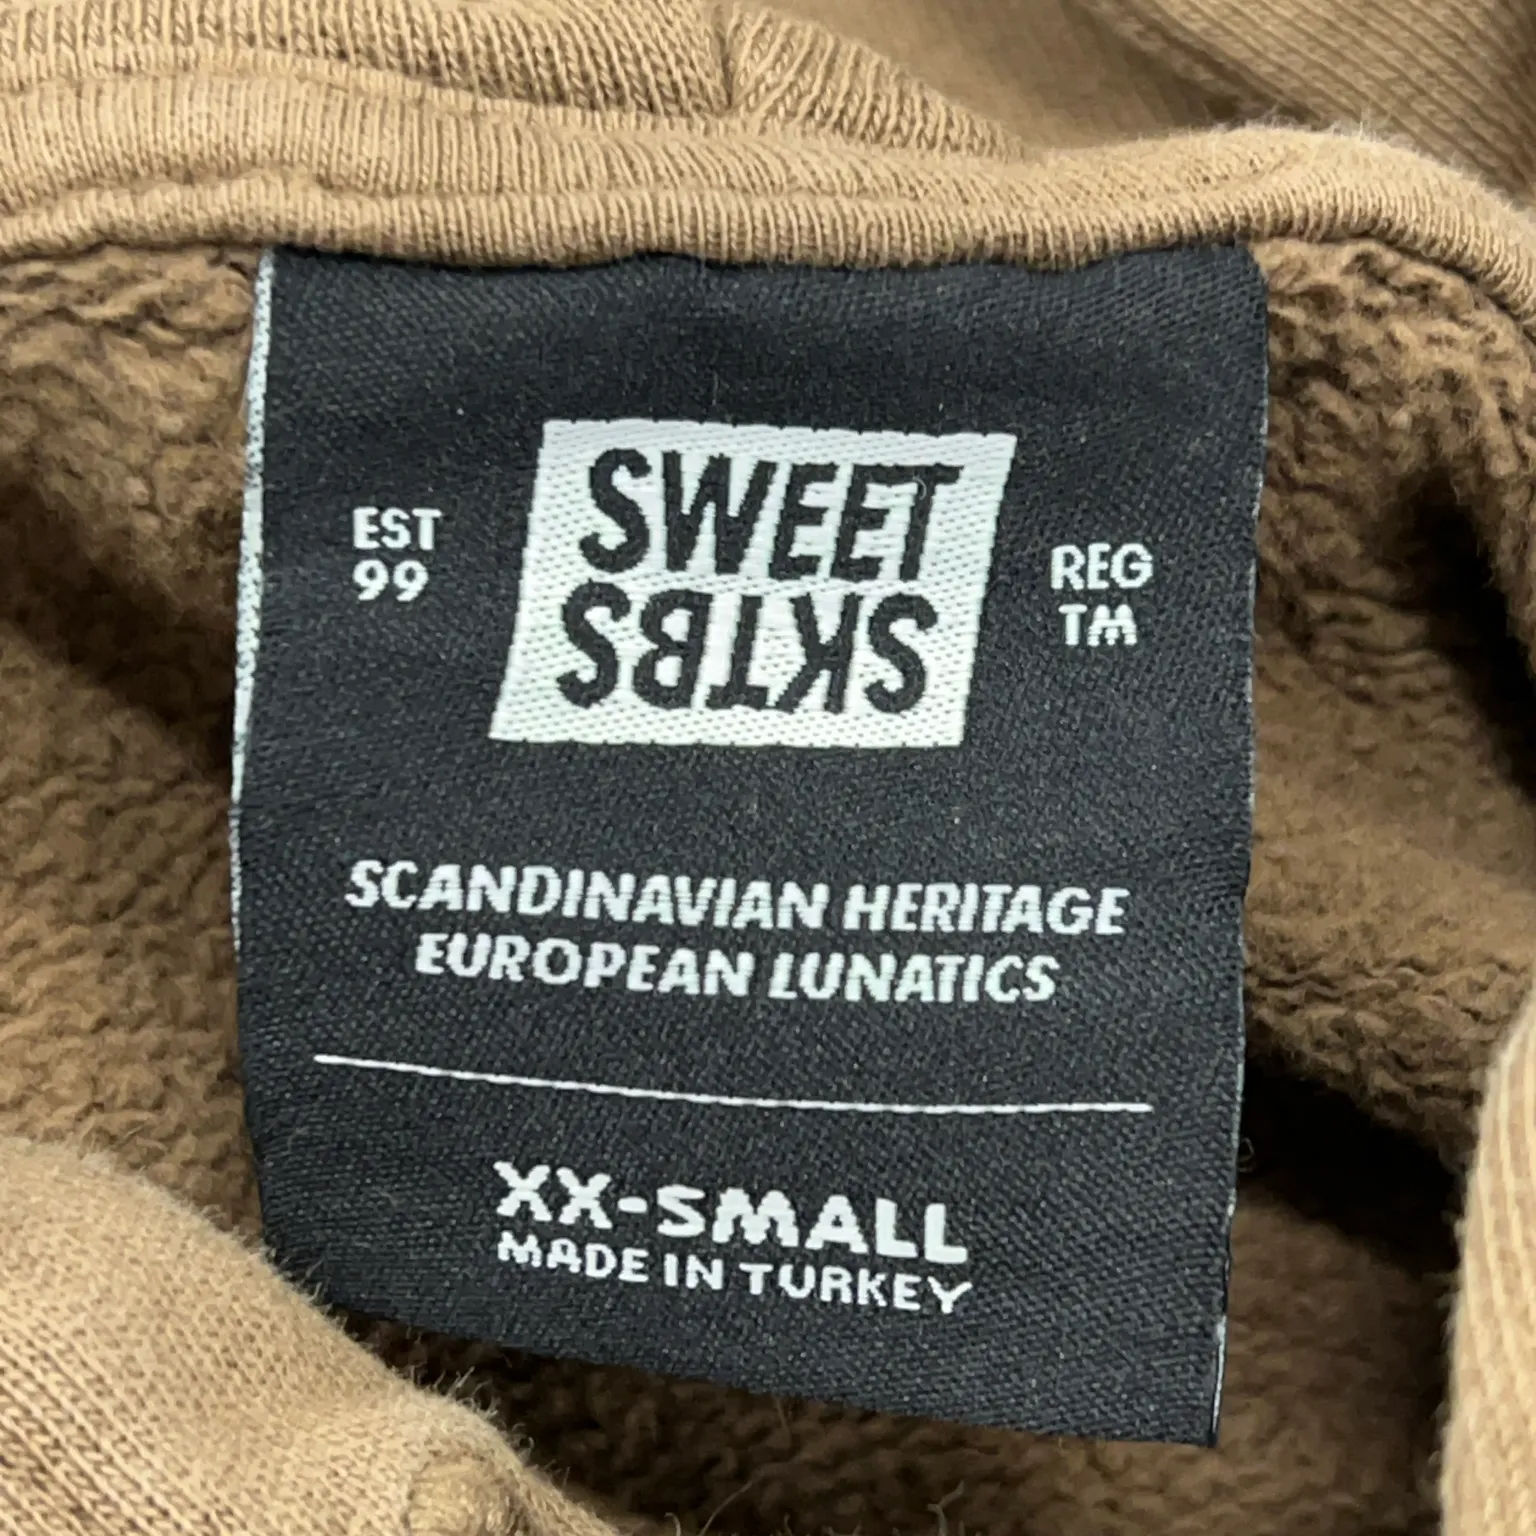 SWEET
SKTBS
EST
99
REG
TM
SCANDINAVIAN HERITAGE
EUROPEAN LUNATICS
XX-SMALL
MADE IN TURKEY